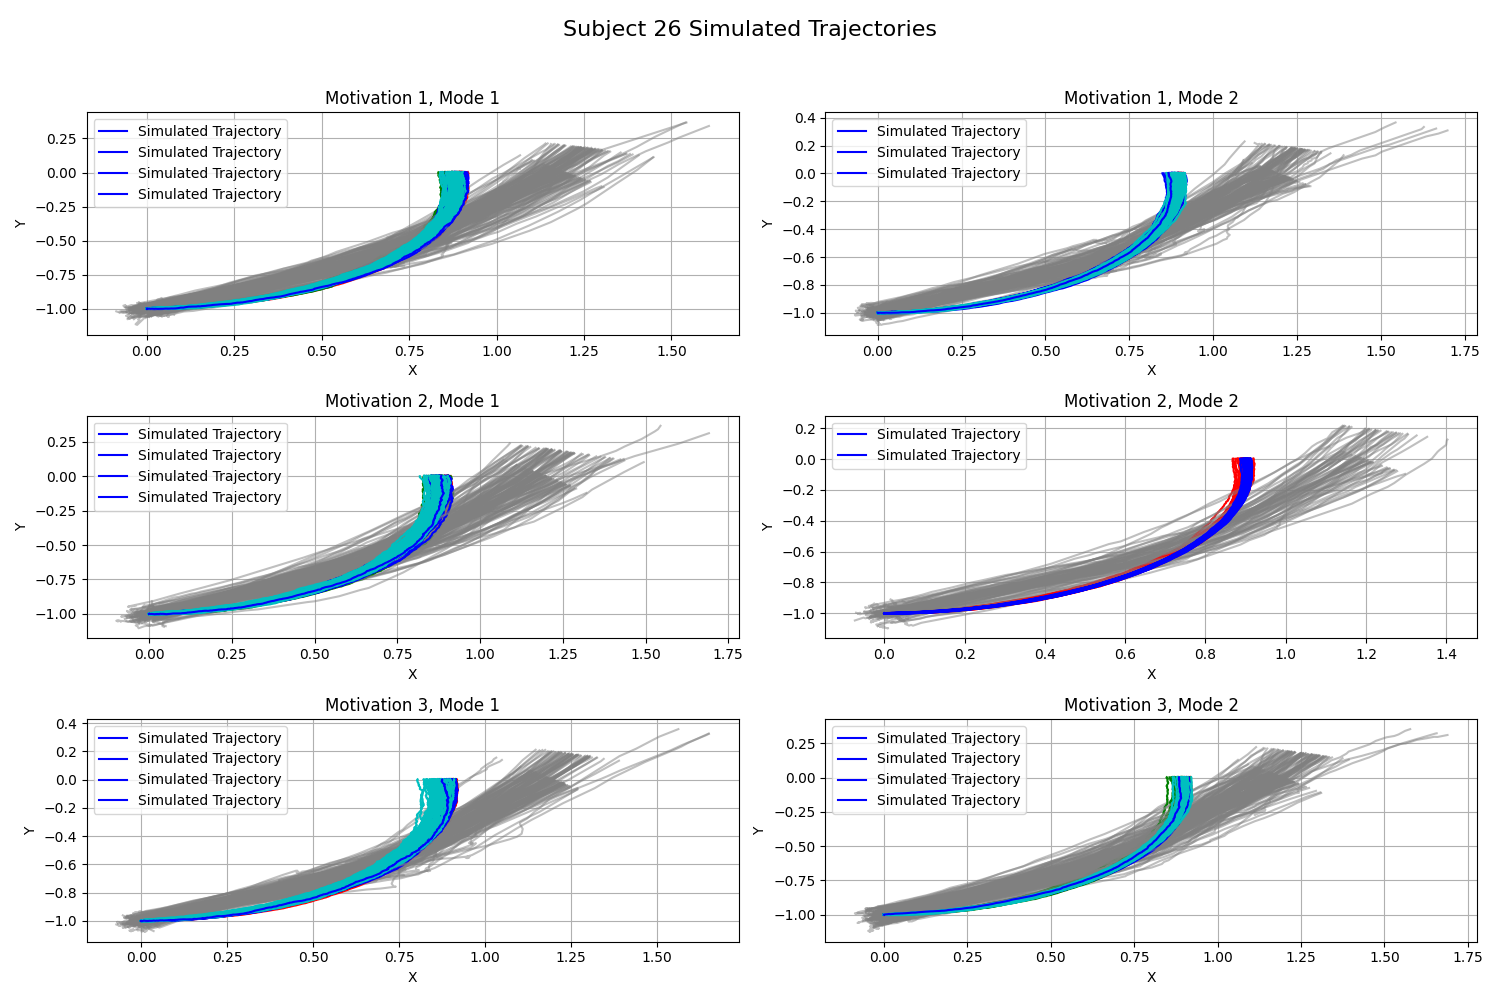 Subject 26 Simulated Trajectories
Motivation 1, Mode 1
Simulated Trajectory
Simulated Trajectory
Simulated Trajectory
Simulated Trajectory
0.25
0.00
−0.25
−0.50
−0.75
−1.00
Y
0.00 0.25 0.50 0.75 1.00 1.25 1.50
X
Motivation 1, Mode 2
Simulated Trajectory
Simulated Trajectory
Simulated Trajectory
0.4
0.2
0.0
−0.2
−0.4
−0.6
−0.8
−1.0
Y
0.00 0.25 0.50 0.75 1.00 1.25 1.50 1.75
X
Motivation 2, Mode 1
Simulated Trajectory
Simulated Trajectory
Simulated Trajectory
Simulated Trajectory
0.25
0.00
−0.25
−0.50
−0.75
−1.00
Y
0.00 0.25 0.50 0.75 1.00 1.25 1.50 1.75
X
Motivation 2, Mode 2
Simulated Trajectory
Simulated Trajectory
0.2
0.0
−0.2
−0.4
−0.6
−0.8
−1.0
Y
0.0 0.2 0.4 0.6 0.8 1.0 1.2 1.4
X
Motivation 3, Mode 1
Simulated Trajectory
Simulated Trajectory
Simulated Trajectory
Simulated Trajectory
0.4
0.2
0.0
−0.2
−0.4
−0.6
−0.8
−1.0
Y
0.00 0.25 0.50 0.75 1.00 1.25 1.50
X
Motivation 3, Mode 2
Simulated Trajectory
Simulated Trajectory
Simulated Trajectory
Simulated Trajectory
0.25
0.00
−0.25
−0.50
−0.75
−1.00
Y
0.00 0.25 0.50 0.75 1.00 1.25 1.50 1.75
X